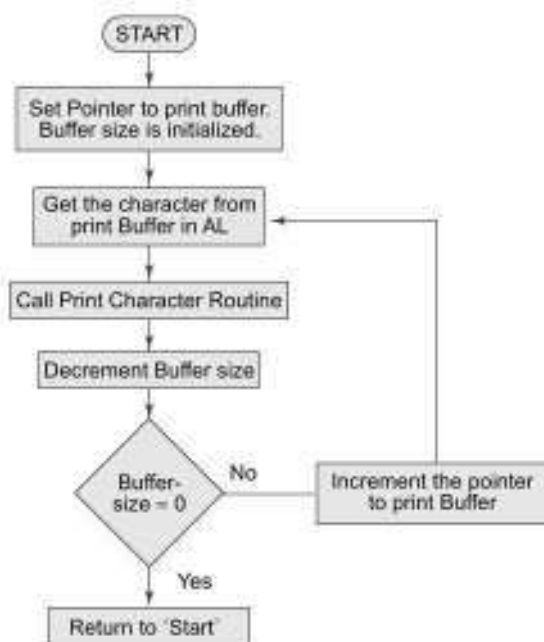 START
Set Pointer to print buffer.
Buffer size is initialized.
Get the character from
print Buffer in AL
Call Print Character Routine
Decrement Buffer size
Buffer-
size = 0
No
Increment the pointer
to print Buffer
Yes
Return to 'Start'